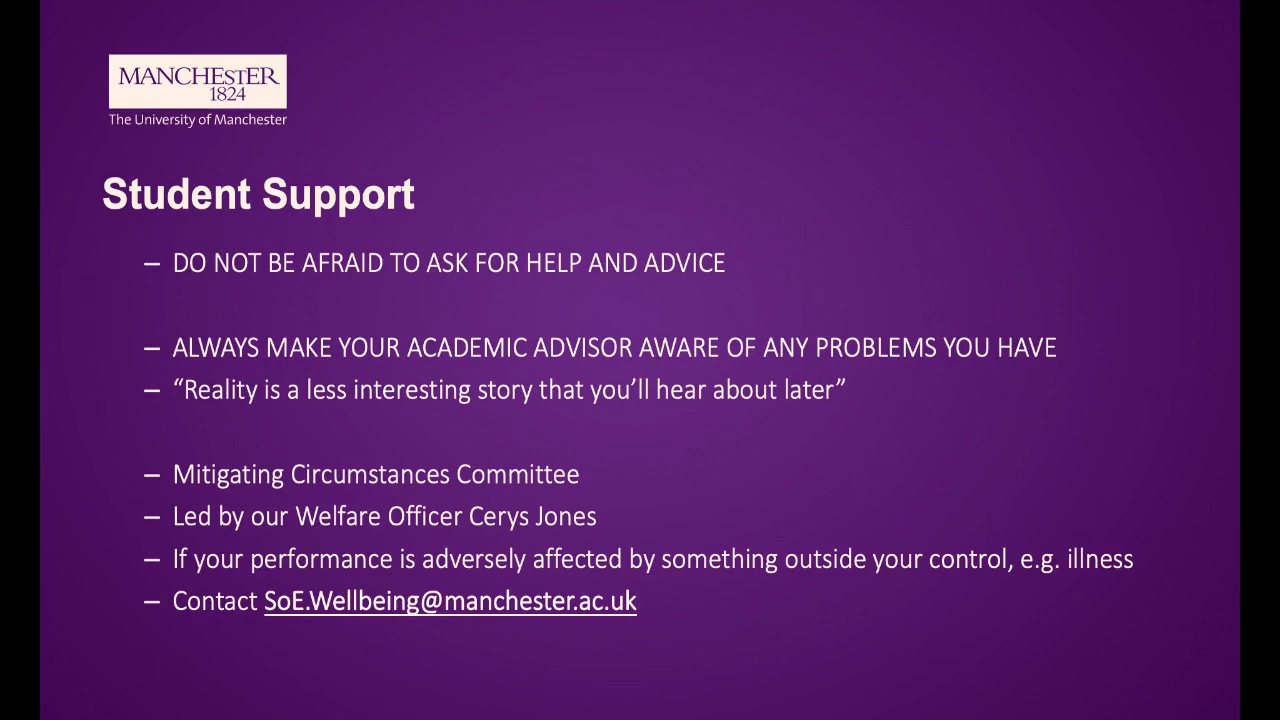 MANCHESTER
1824
The University of Manchester
Student Support
– DO NOT BE AFRAID TO ASK FOR HELP AND ADVICE
– ALWAYS MAKE YOUR ACADEMIC ADVISOR AWARE OF ANY PROBLEMS YOU HAVE
– “Reality is a less interesting story that you’ll hear about later”
– Mitigating Circumstances Committee
– Led by our Welfare Officer Cerys Jones
– If your performance is adversely affected by something outside your control, e.g. illness
– Contact SoE.Wellbeing@manchester.ac.uk